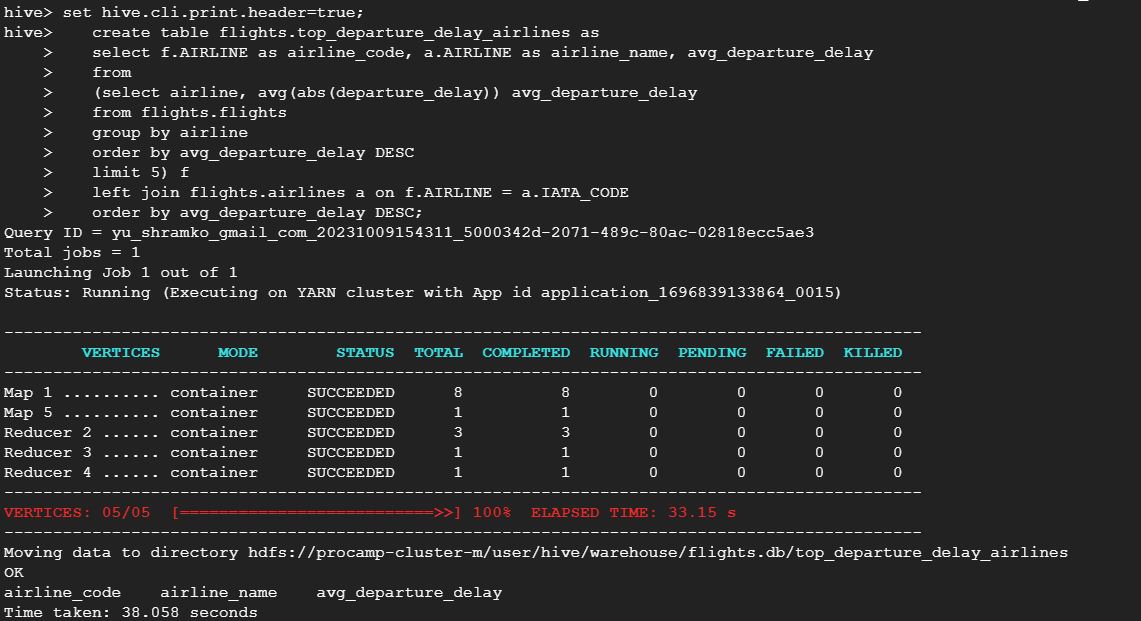 hive> set hive.cli.print.header=true;
hive>    create table flights.top_departure_delay_airlines as
    >    select f.AIRLINE as airline_code, a.AIRLINE as airline_name, avg_departure_delay
    >    from
    >    (select airline, avg(abs(departure_delay)) avg_departure_delay
    >    from flights.flights
    >    group by airline
    >    order by avg_departure_delay DESC
    >    limit 5) f
    >    left join flights.airlines a on f.AIRLINE = a.IATA_CODE
    >    order by avg_departure_delay DESC;
Query ID = yu_shramko_gmail_com_20231009154311_5000342d-2071-489c-80ac-02818ecc5ae3
Total jobs = 1
Launching Job 1 out of 1
Status: Running (Executing on YARN cluster with App id application_1696839133864_0015)
----------------------------------------------------------------------------------------------
        VERTICES      MODE        STATUS  TOTAL  COMPLETED  RUNNING  PENDING  FAILED  KILLED
----------------------------------------------------------------------------------------------
Map 1 .......... container     SUCCEEDED      8          8        0        0       0       0
Map 5 .......... container     SUCCEEDED      1          1        0        0       0       0
Reducer 2 ...... container     SUCCEEDED      3          3        0        0       0       0
Reducer 3 ...... container     SUCCEEDED      1          1        0        0       0       0
Reducer 4 ...... container     SUCCEEDED      1          1        0        0       0       0
----------------------------------------------------------------------------------------------
VERTICES: 05/05  [==========================>>] 100%  ELAPSED TIME: 33.15 s
----------------------------------------------------------------------------------------------
Moving data to directory hdfs://procamp-cluster-m/user/hive/warehouse/flights.db/top_departure_delay_airlines
OK
airline_code    airline_name    avg_departure_delay
Time taken: 38.058 seconds